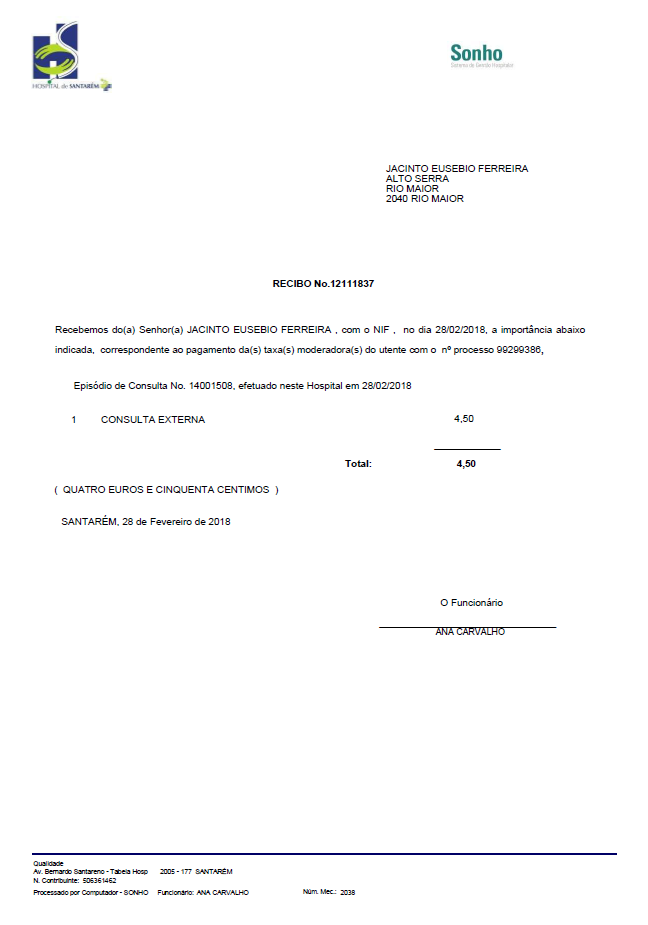 HOSPITAL de SANTARÉM
Sonho
Sistema de Gestão Hospitalar
JACINTO EUSEBIO FERREIRA
ALTO SERRA
RIO MAIOR
2040 RIO MAIOR
RECIBO No.12111837
Recebemos do(a) Senhor(a) JACINTO EUSEBIO FERREIRA , com o NIF , no dia 28/02/2018, a importância abaixo
indicada, correspondente ao pagamento da(s) taxa(s) moderadora(s) do utente com o nº processo 99299386,
Episódio de Consulta No. 14001508, efetuado neste Hospital em 28/02/2018
1 CONSULTA EXTERNA 4,50
Total: 4,50
( QUATRO EUROS E CINQUENTA CENTIMOS )
SANTARÉM, 28 de Fevereiro de 2018
O Funcionário
ANA CARVALHO
Qualidade
Av. Bernardo Santareno - Tabela Hosp 2005 - 177 SANTARÉM
N. Contribuinte: 506361462
Processado por Computador - SONHO Funcionário: ANA CARVALHO Núm. Mec.: 2038